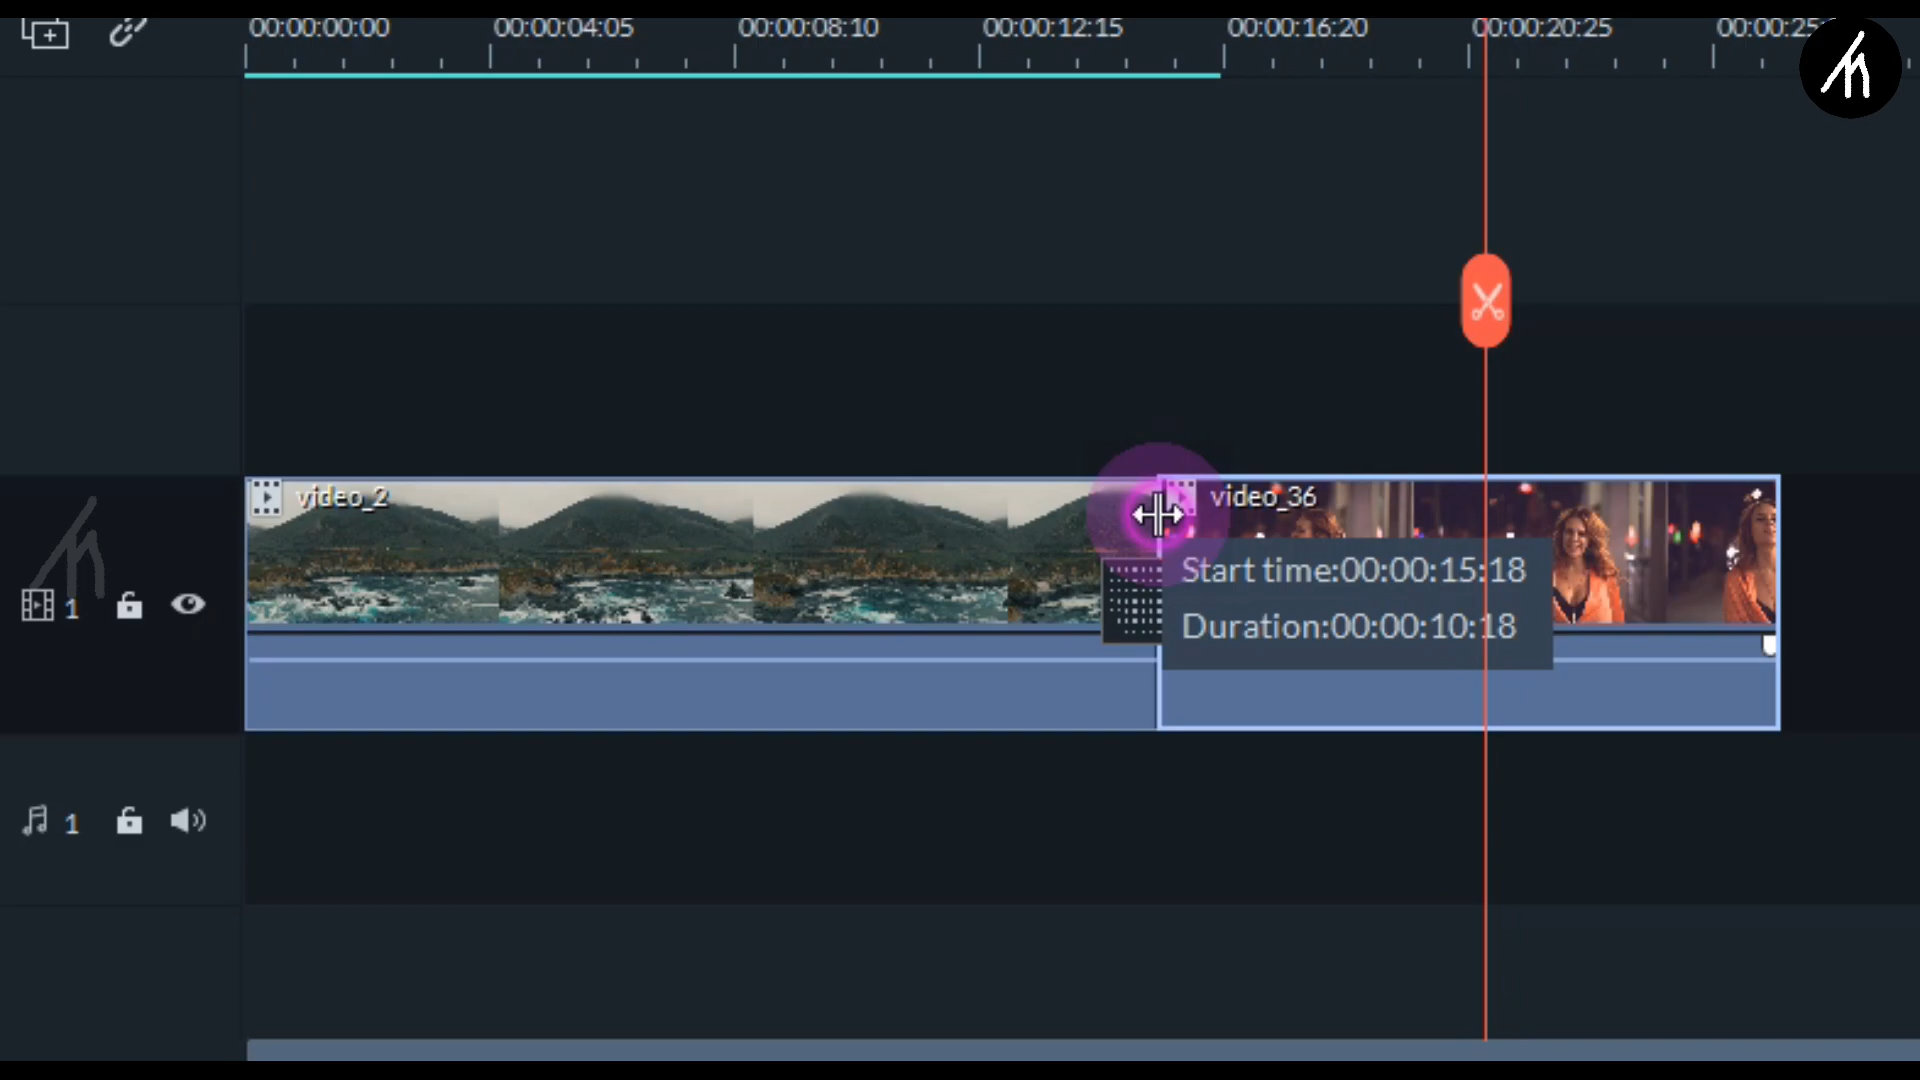 00:00:00:00 00:00:04:05 00:00:08:10 00:00:12:15 00:00:16:20 00:00:20:25 00:00:25
video_2 video_36
Start time:00:00:15:18
Duration:00:00:10:18
1
1